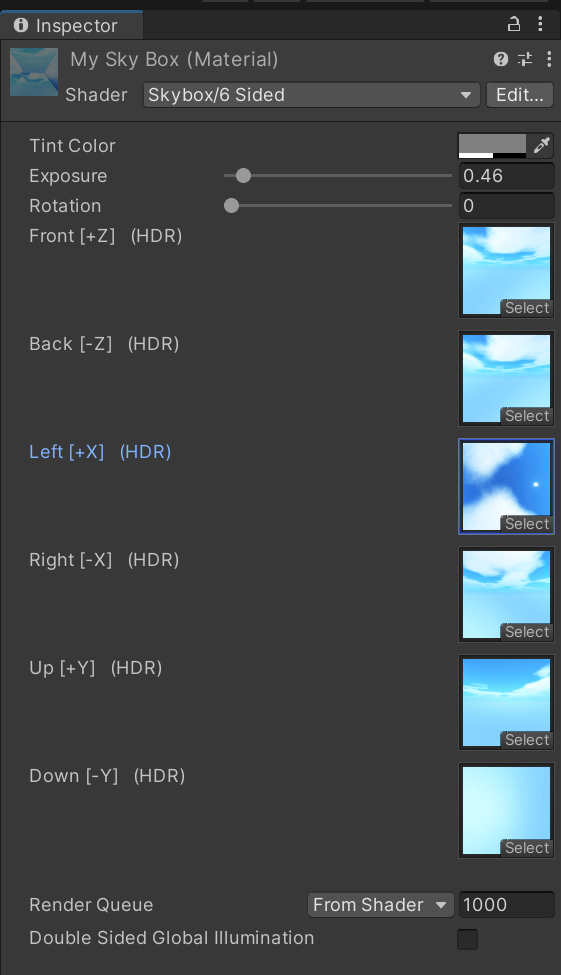 Inspector
My Sky Box (Material)
Shader Skybox/6 Sided Edit...
Tint Color
Exposure 0.46
Rotation 0
Front [+Z] (HDR)
Select
Back [-Z] (HDR)
Select
Left [+X] (HDR)
Select
Right [-X] (HDR)
Select
Up [+Y] (HDR)
Select
Down [-Y] (HDR)
Select
Render Queue From Shader 1000
Double Sided Global Illumination